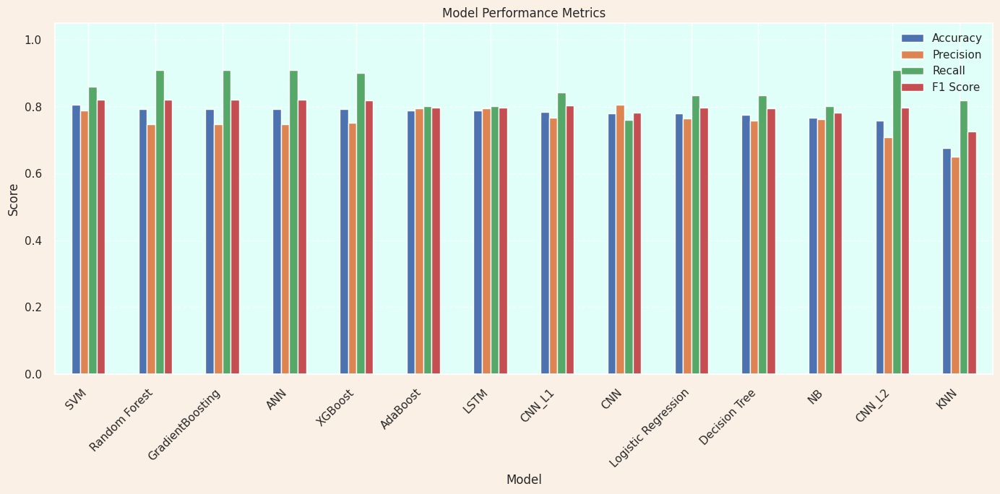 Model Performance Metrics
Accuracy
Precision
Recall
F1 Score
1.0
0.8
0.6
0.4
0.2
0.0
Score
SVM
Random Forest
GradientBoosting
ANN
XGBoost
AdaBoost
LSTM
CNN_L1
CNN
Logistic Regression
Decision Tree
NB
CNN_L2
KNN
Model